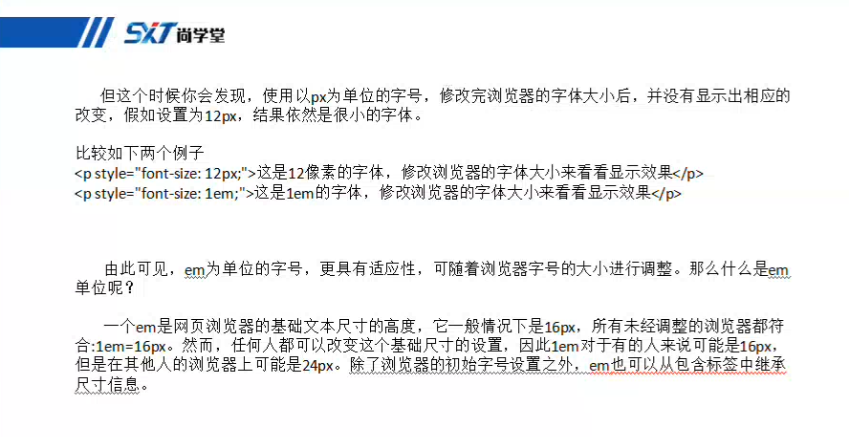 SXT尚学堂
但这个时候你会发现，使用以px为单位的字号，修改完浏览器的字体大小后，并没有显示出相应的
改变，假如设置为12px，结果依然是很小的字体。
比较如下两个例子
<p style="font-size: 12px;">这是12像素的字体，修改浏览器的字体大小来看看显示效果</p>
<p style="font-size: 1em;">这是1em的字体，修改浏览器的字体大小来看看显示效果</p>
由此可见，em为单位的字号，更具有适应性，可随着浏览器字号的大小进行调整。那么什么是em
单位呢？
一个em是网页浏览器的基础文本尺寸的高度，它一般情况下是16px，所有未经调整的浏览器都符
合:1em=16px。然而，任何人都可以改变这个基础尺寸的设置，因此1em对于有的人来说可能是16px，
但是在其他人的浏览器上可能是24px。除了浏览器的初始字号设置之外，em也可以从包含标签中继承
尺寸信息。